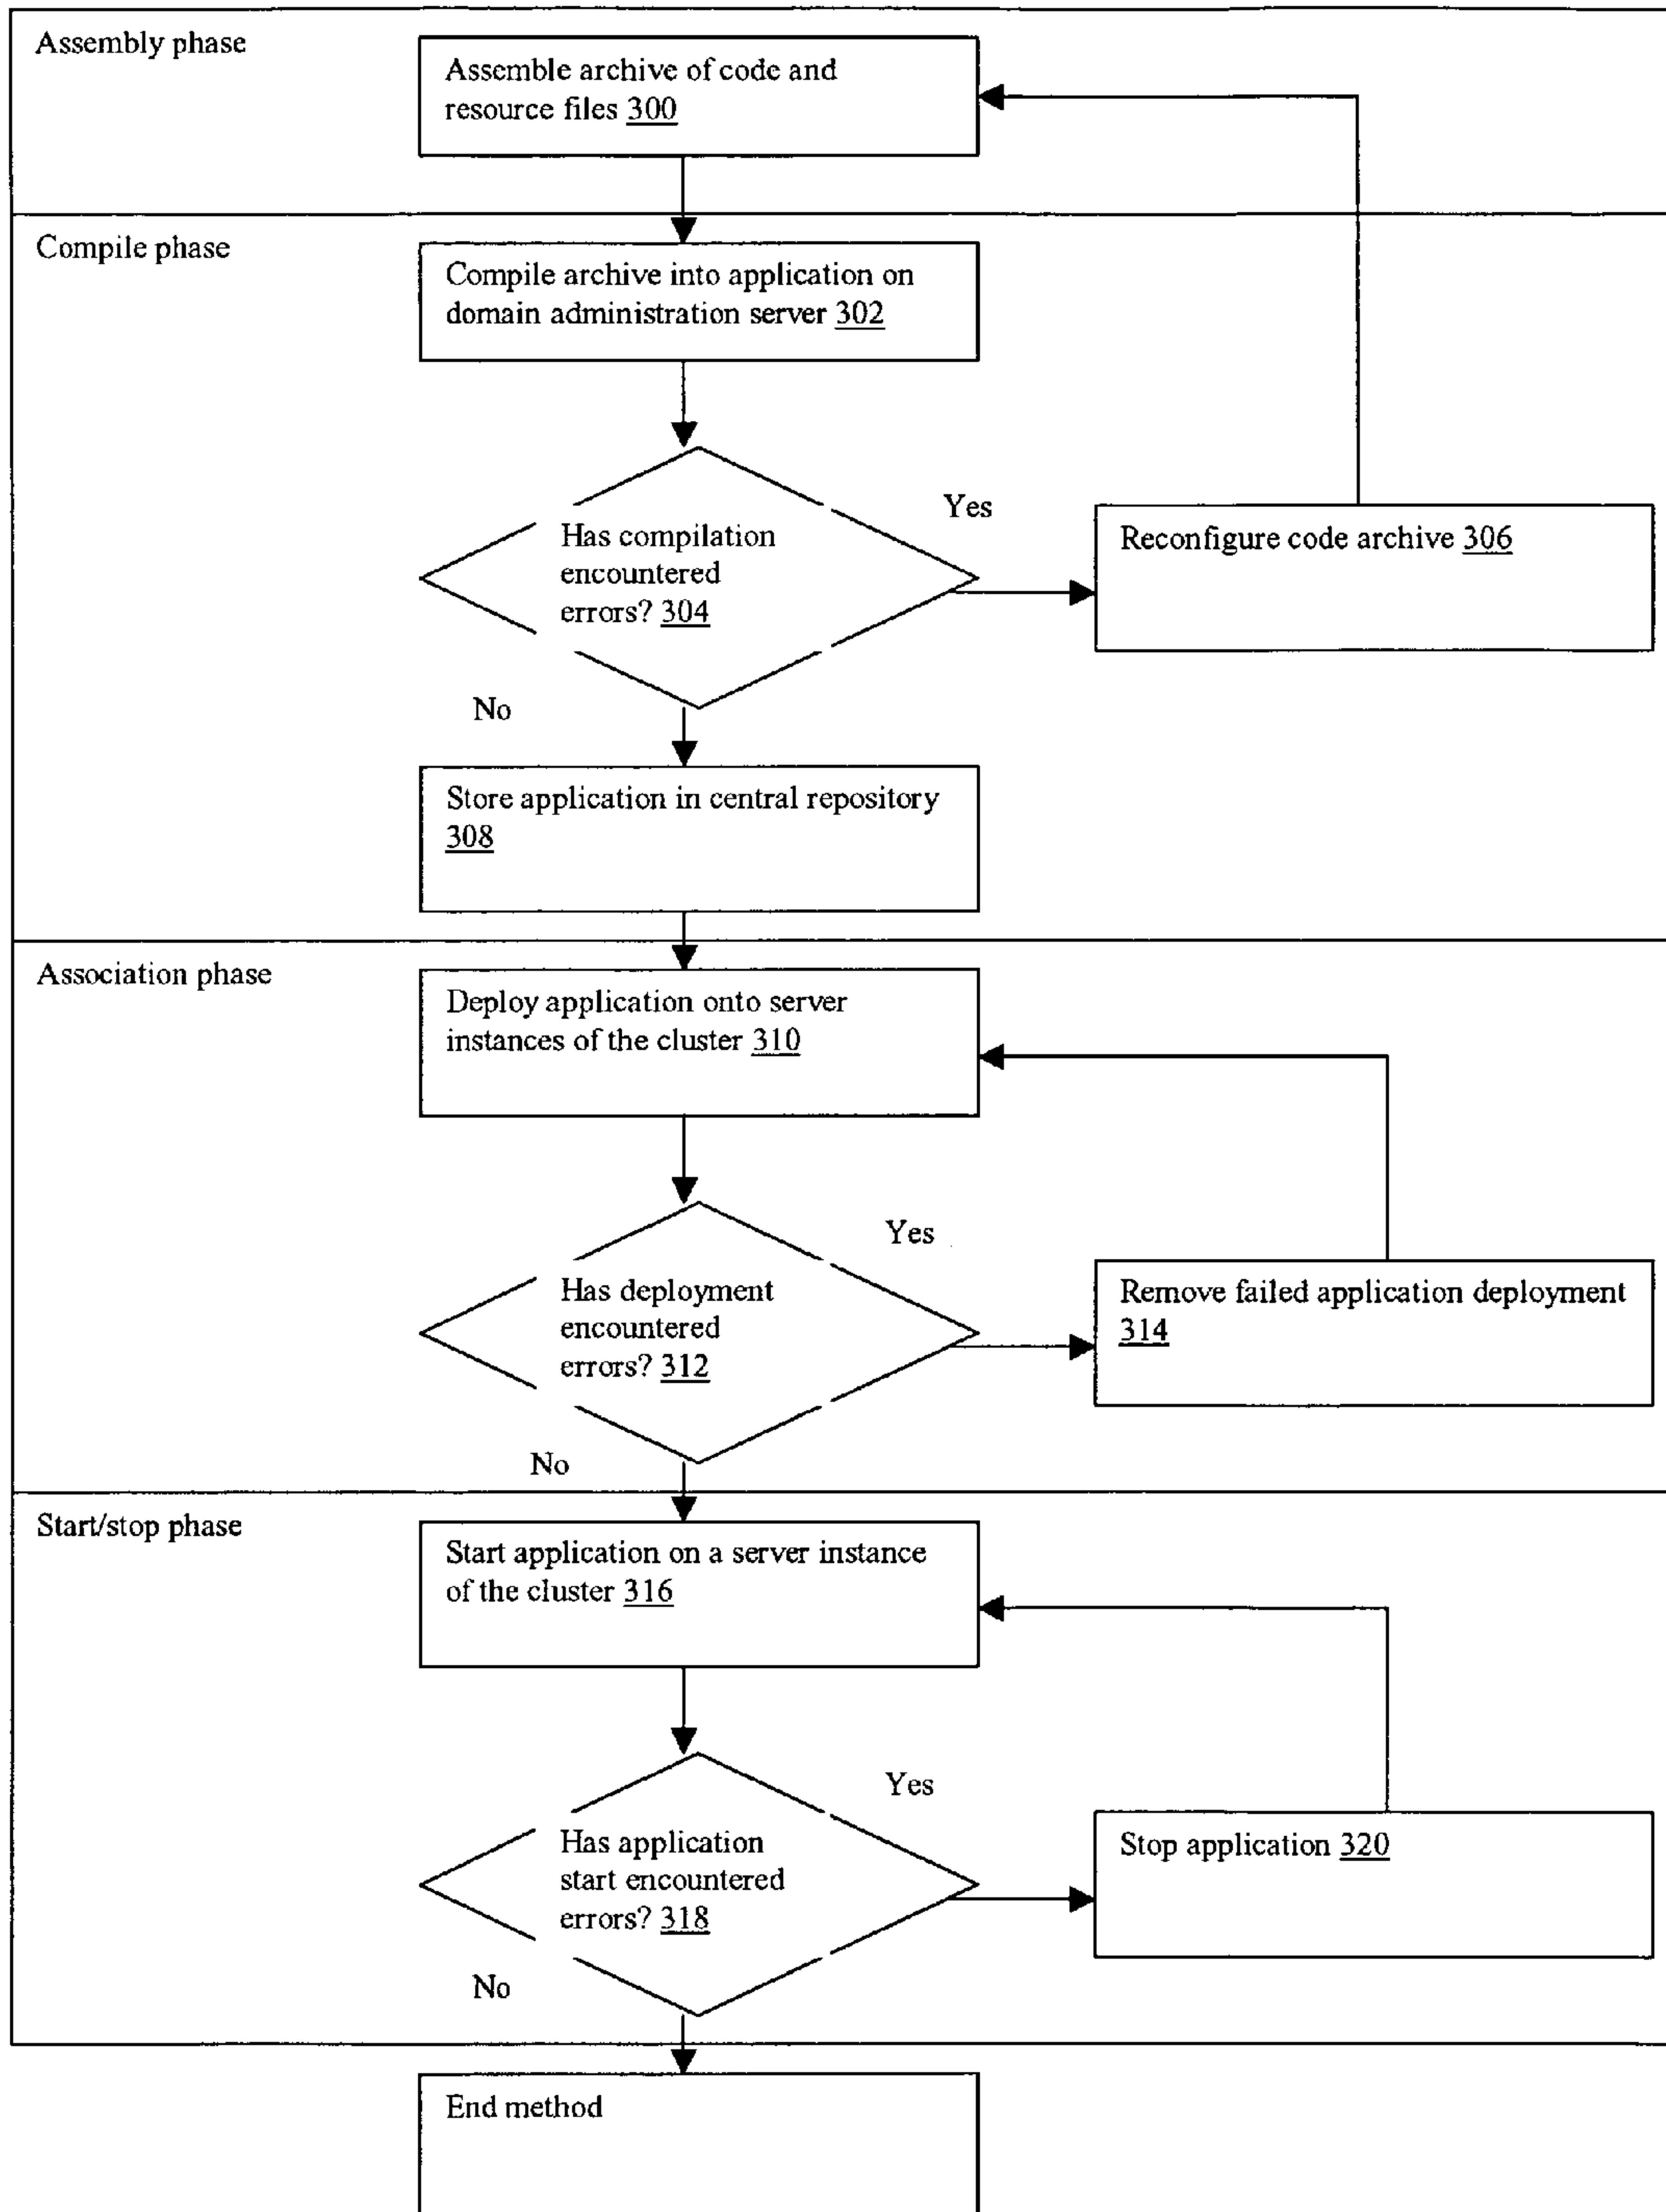 Assembly phase
Assemble archive of code and
resource files 300
Compile phase
Compile archive into application on
domain administration server 302
Has compilation
encountered
errors? 304
Yes
Reconfigure code archive 306
No
Store application in central repository
308
Association phase
Deploy application onto server
instances of the cluster 310
Has deployment
encountered
errors? 312
Yes
Remove failed application deployment
314
No
Start/stop phase
Start application on a server instance
of the cluster 316
Has application
start encountered
errors? 318
Yes
Stop application 320
No
End method